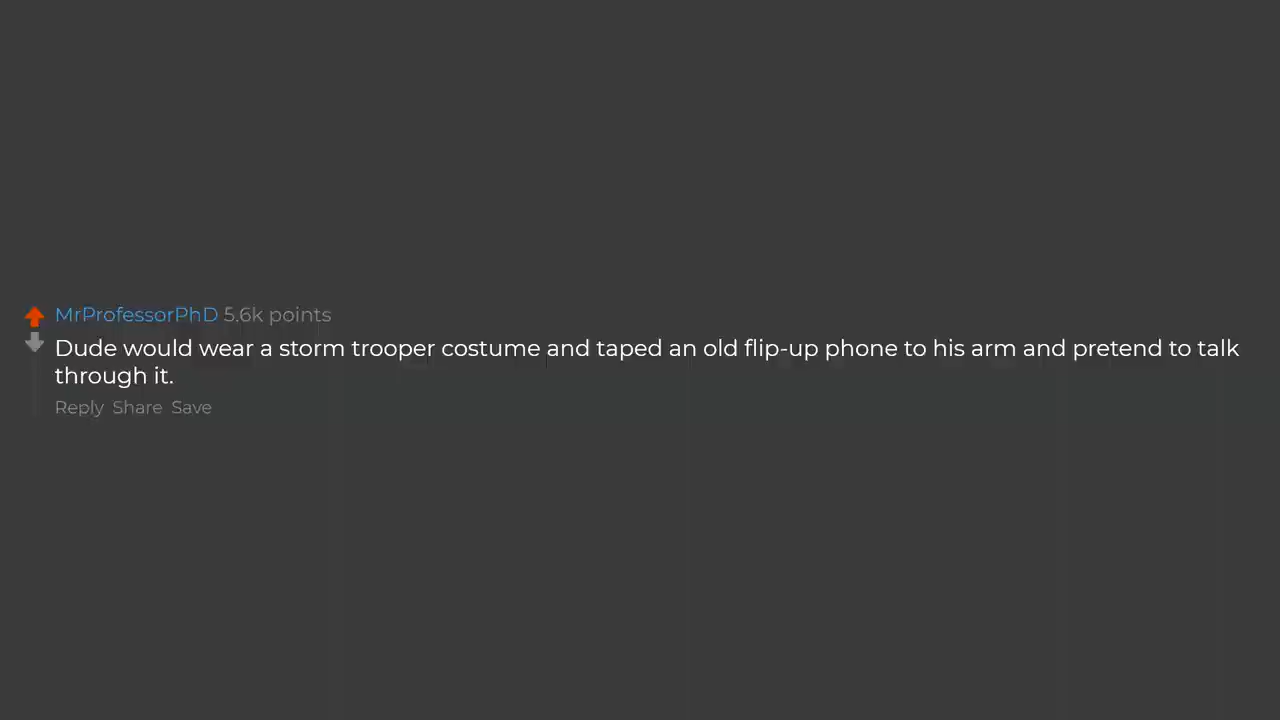 MrProfessorPhD 5.6k points
Dude would wear a storm trooper costume and taped an old flip-up phone to his arm and pretend to talk
through it.
Reply Share Save